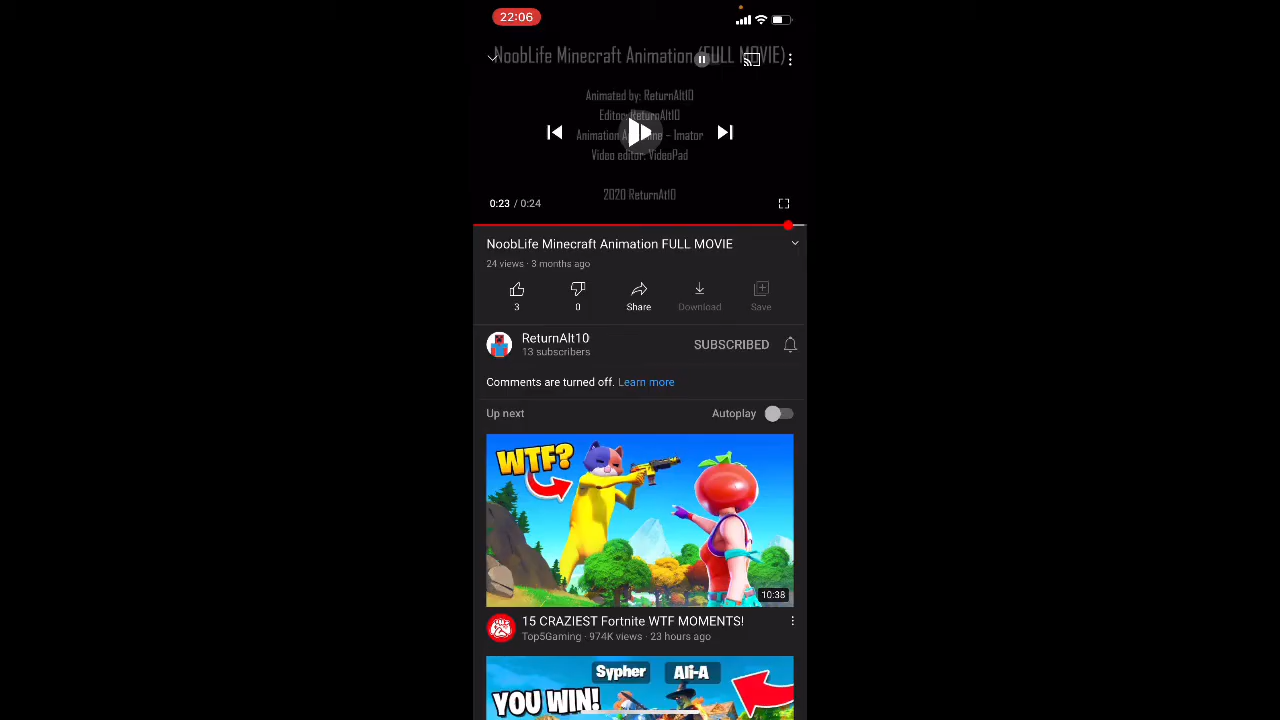 22:06
NoobLife Minecraft Animation (FULL MOVIE)
Animated by: ReturnAlt10
Editor: ReturnAlt10
Video editor: VideoPad
2020 ReturnAt10
0:23 / 0:24
NoobLife Minecraft Animation FULL MOVIE
24 views · 3 months ago
3
0
Share
Download
Save
ReturnAlt10
13 subscribers
SUBSCRIBED
Comments are turned off. Learn more
Up next
Autoplay
WTF?
10:38
15 CRAZIEST Fortnite WTF MOMENTS!
Top5Gaming · 974K views · 23 hours ago
Sypher
Ali-A
YOU WIN!